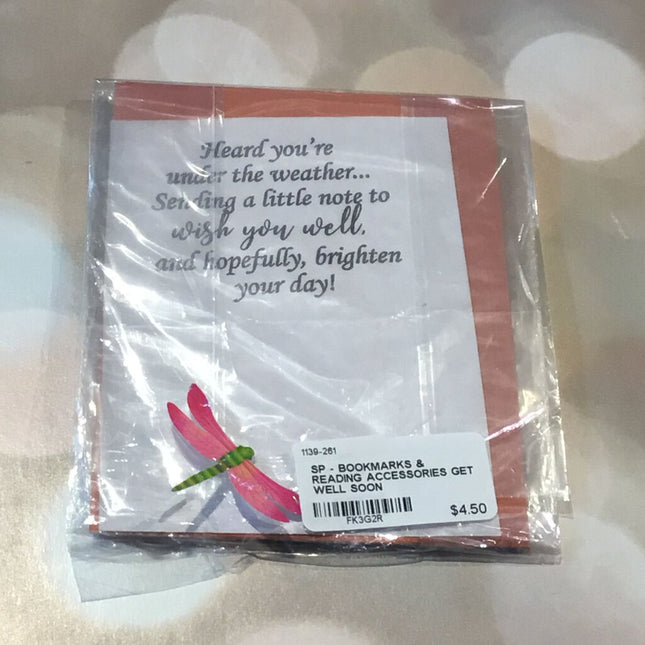 Heard you're
under the weather...
Sending a little note to
wish you well,
and hopefully, brighten
your day!
1139-261
SP - BOOKMARKS &
READING ACCESSORIES GET
WELL SOON
FK3G2R
$4.50